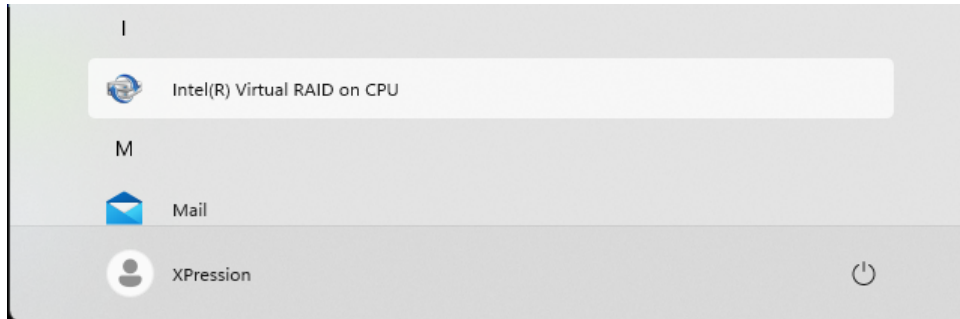 I
Intel(R) Virtual RAID on CPU
M
Mail
XPression